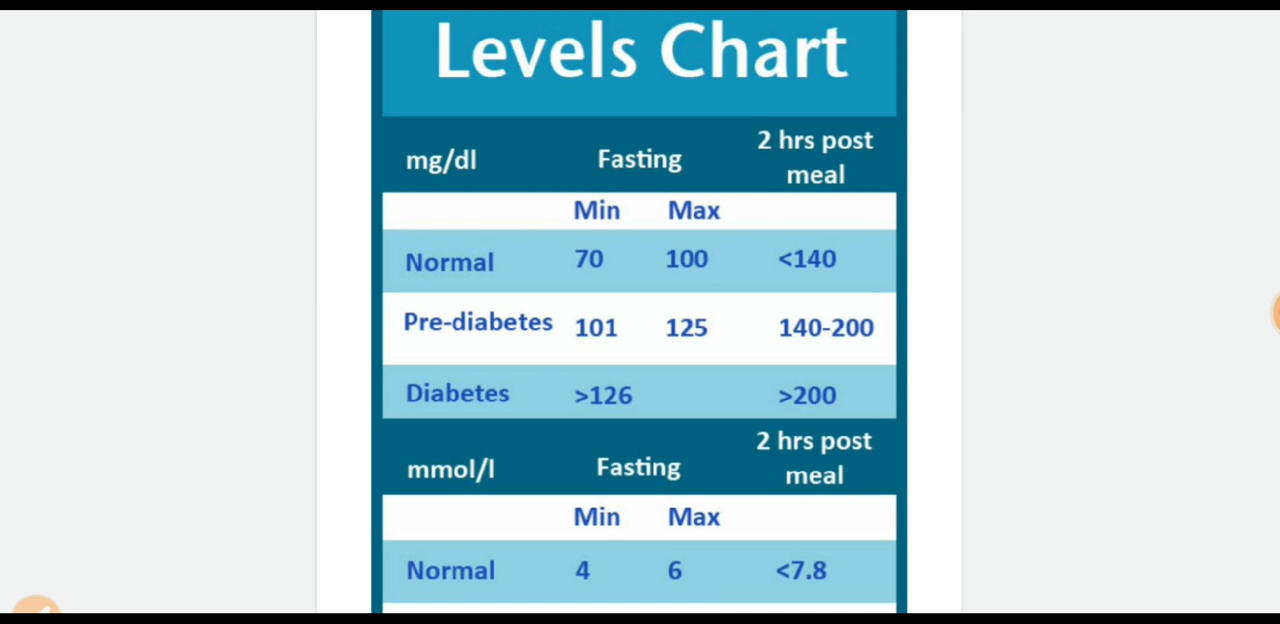 Levels Chart
mg/dl Fasting 2 hrs post meal
Min Max
Normal 70 100 <140
Pre-diabetes 101 125 140-200
Diabetes >126 >200
mmol/l Fasting 2 hrs post meal
Min Max
Normal 4 6 <7.8